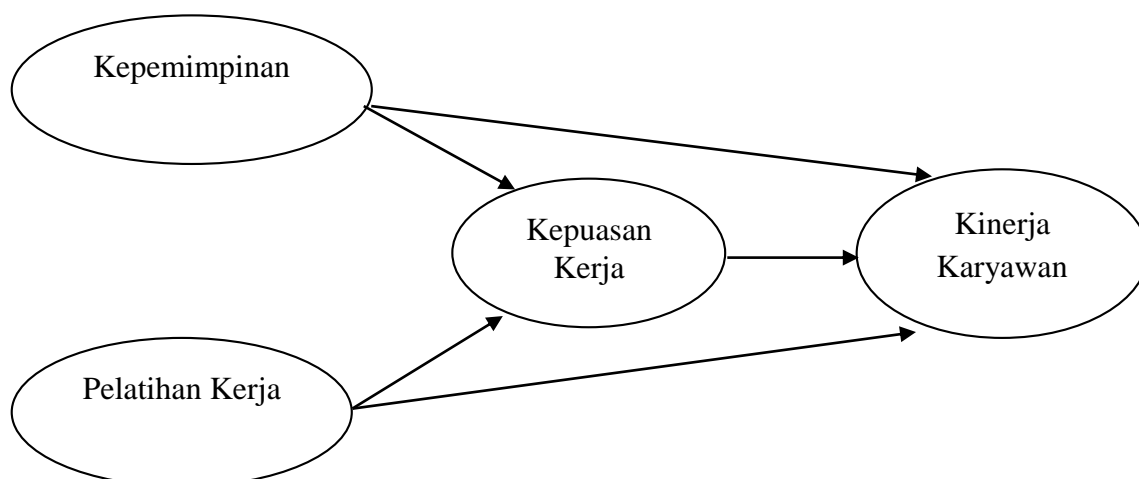 Kepemimpinan
Kepuasan
Kerja
Kinerja
Karyawan
Pelatihan Kerja